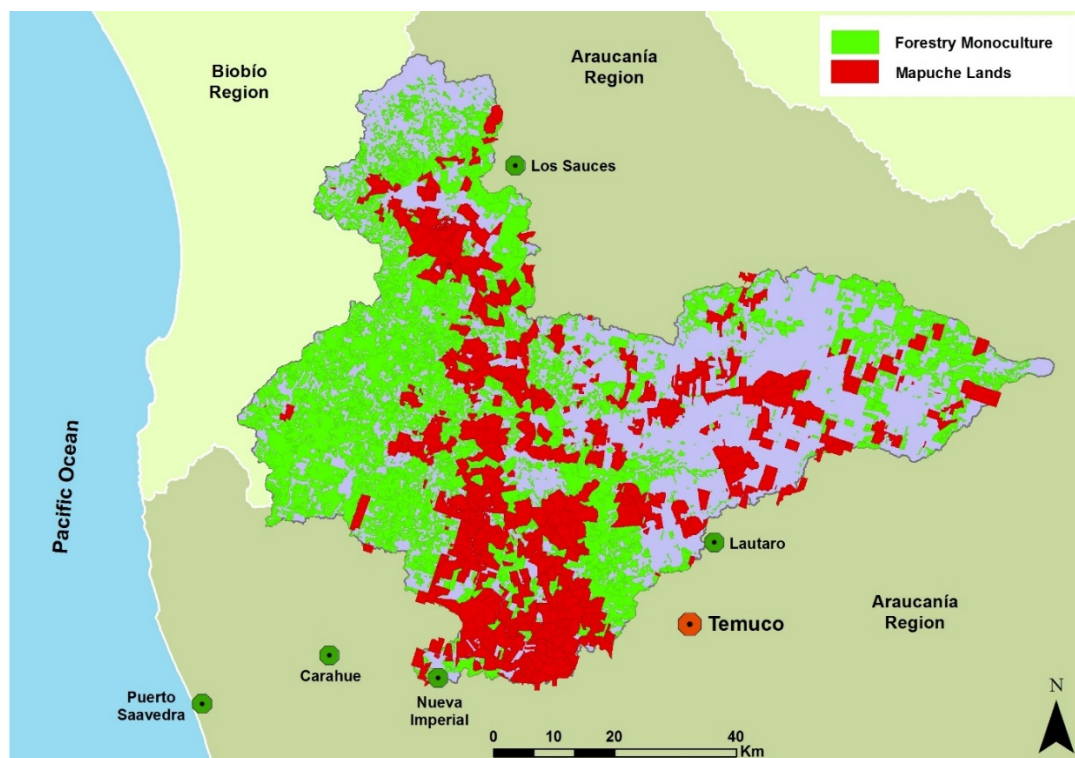 Forestry Monoculture
Mapuche Lands
Biobío
Region
Araucanía
Region
Los Sauces
Pacific Ocean
Lautaro
Temuco
Araucanía
Region
Carahue
Puerto
Saavedra
Nueva
Imperial
N
0 10 20 40
Km